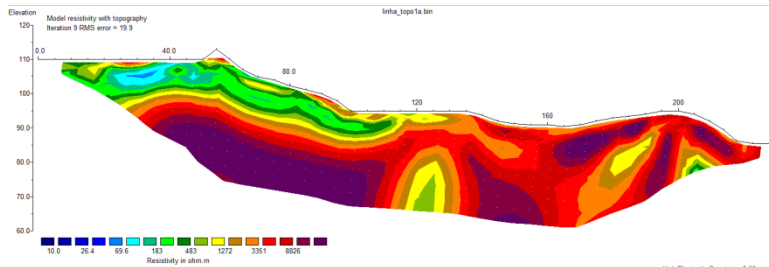 Elevation
linha_topo1a.bin
Model resistivity with topography
Iteration 9 RMS error = 19.9
120
110
100
90.0
80.0
70.0
60.0
0.0
40.0
80.0
120
160
200
10.0 26.4 69.6 183 483 1272 3351 8826
Resistivity in ohm.m